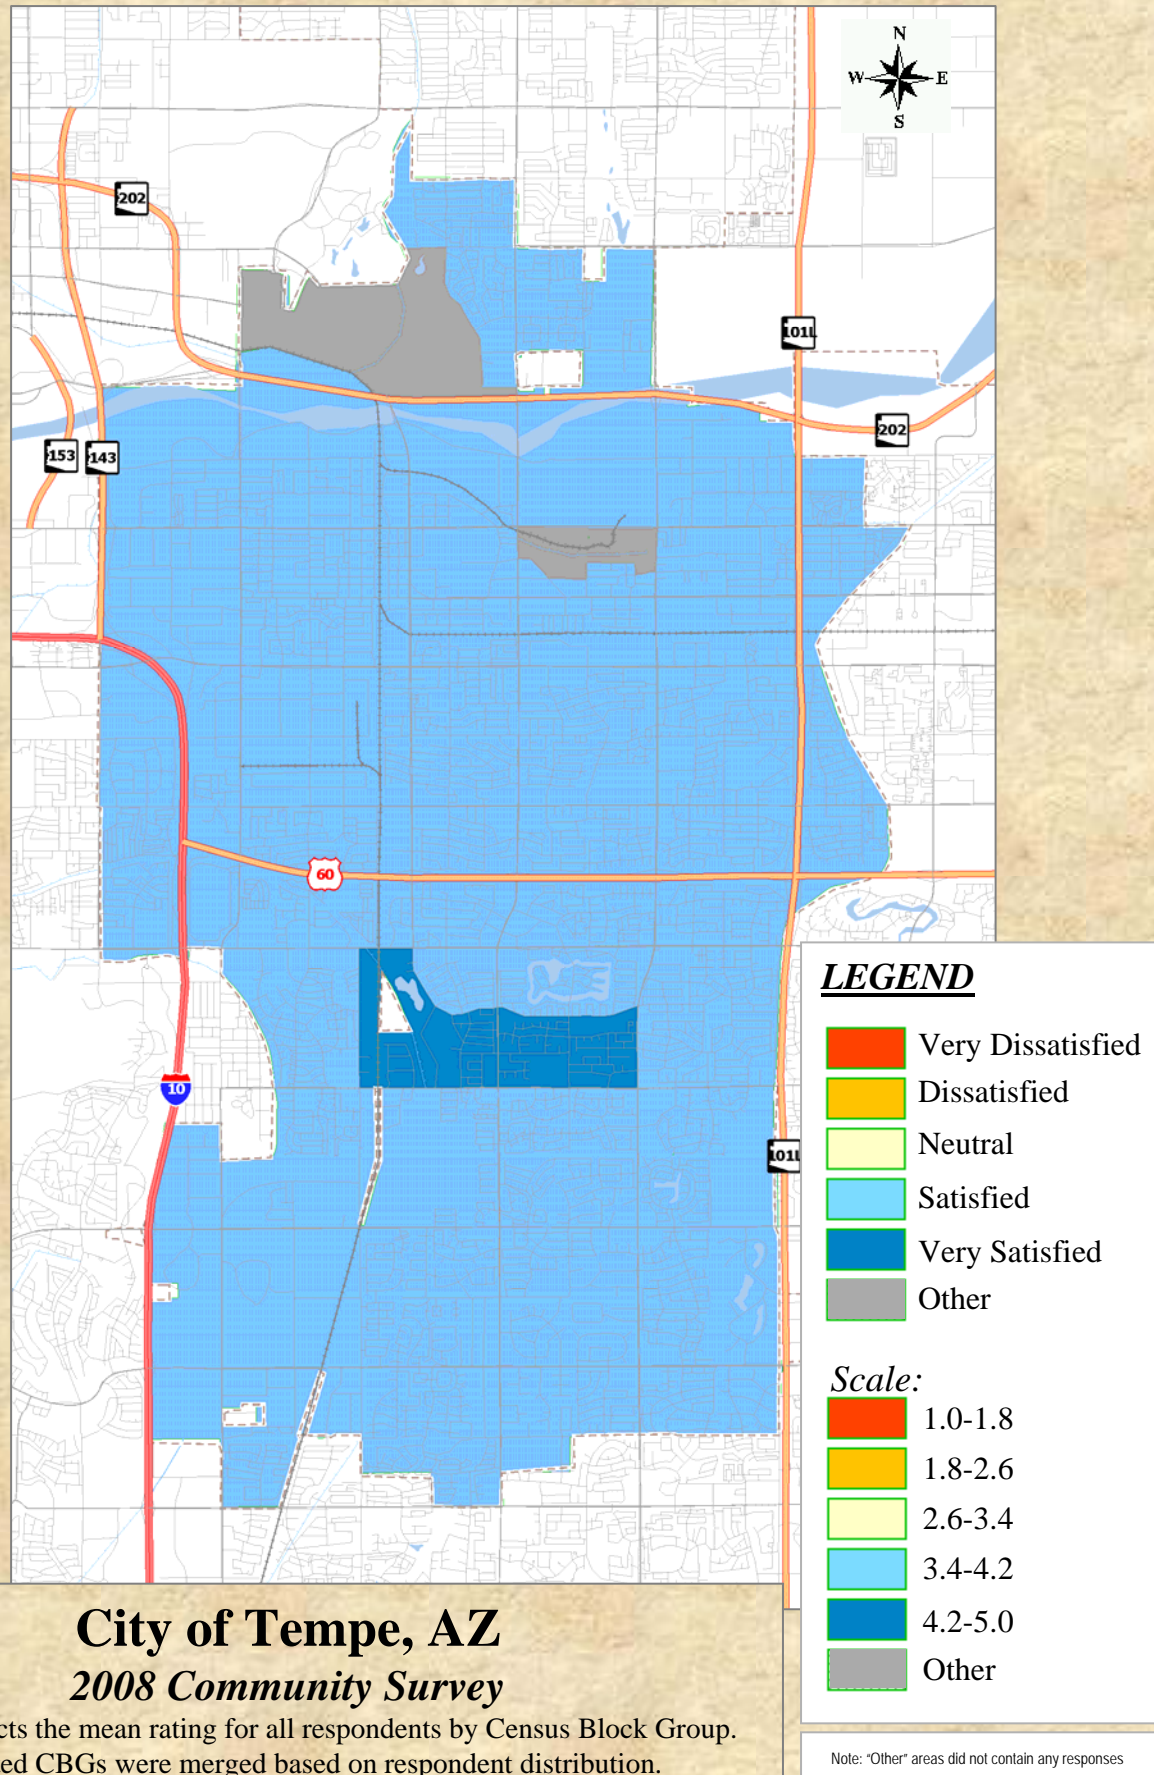 N
W E
S
202
101L
202
153
143
60
10
101L
LEGEND
Very Dissatisfied
Dissatisfied
Neutral
Satisfied
Very Satisfied
Other
Scale:
1.0-1.8
1.8-2.6
2.6-3.4
3.4-4.2
4.2-5.0
Other
City of Tempe, AZ
2008 Community Survey
the mean rating for all respondents by Census Block Group.
CBGs were merged based on respondent distribution.
Note: "Other" areas did not contain any responses